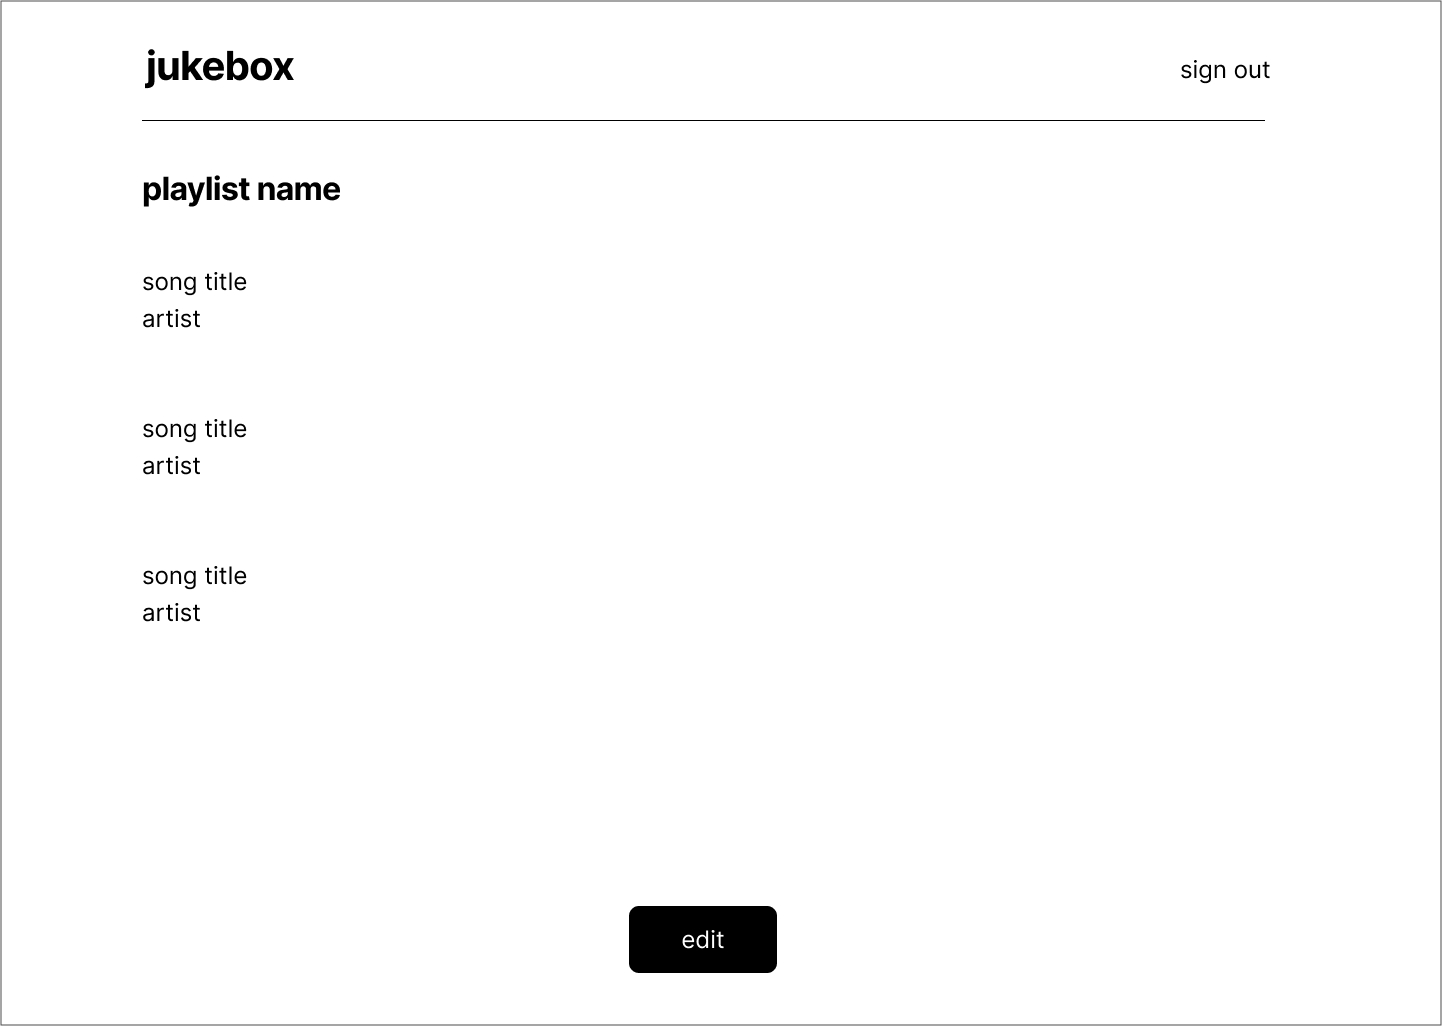 jukebox
sign out
playlist name
song title
artist
song title
artist
song title
artist
edit